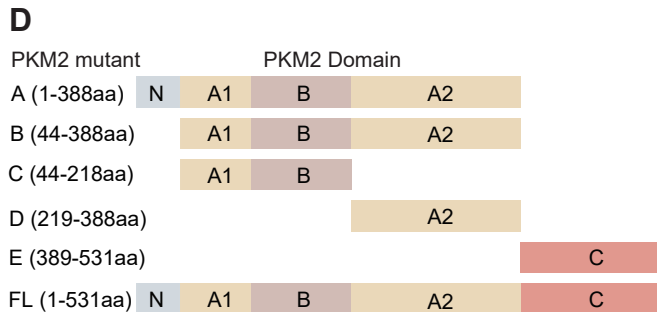 D
PKM2 mutant PKM2 Domain
A (1-388aa) N A1 B A2
B (44-388aa) A1 B A2
C (44-218aa) A1 B
D (219-388aa) A2
E (389-531aa) C
FL (1-531aa) N A1 B A2 C